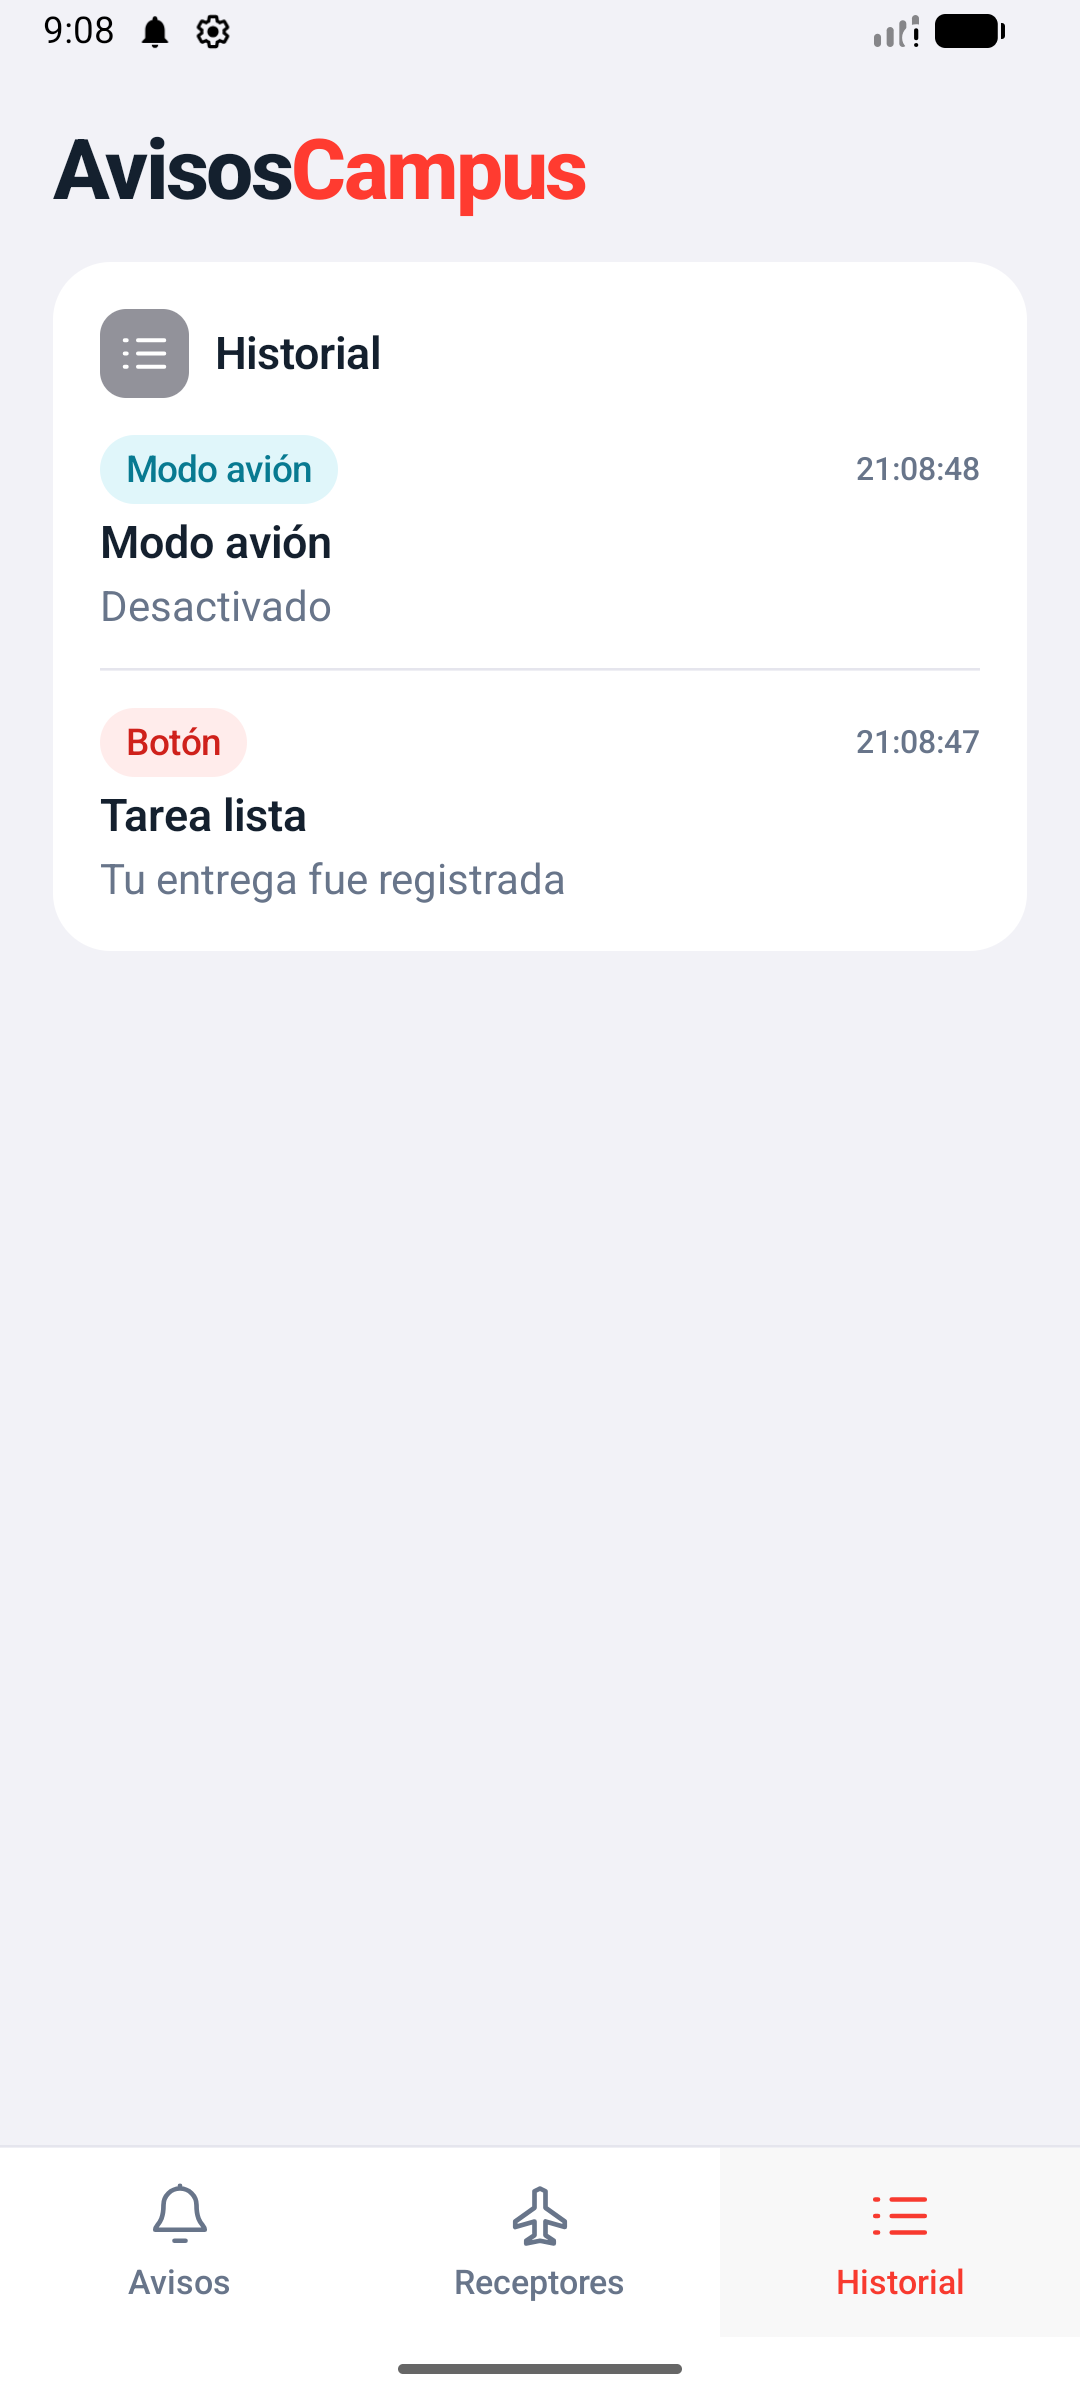 9:08
AvisosCampus
Historial
Modo avión 21:08:48
Modo avión
Desactivado
Botón 21:08:47
Tarea lista
Tu entrega fue registrada
Avisos Receptores Historial